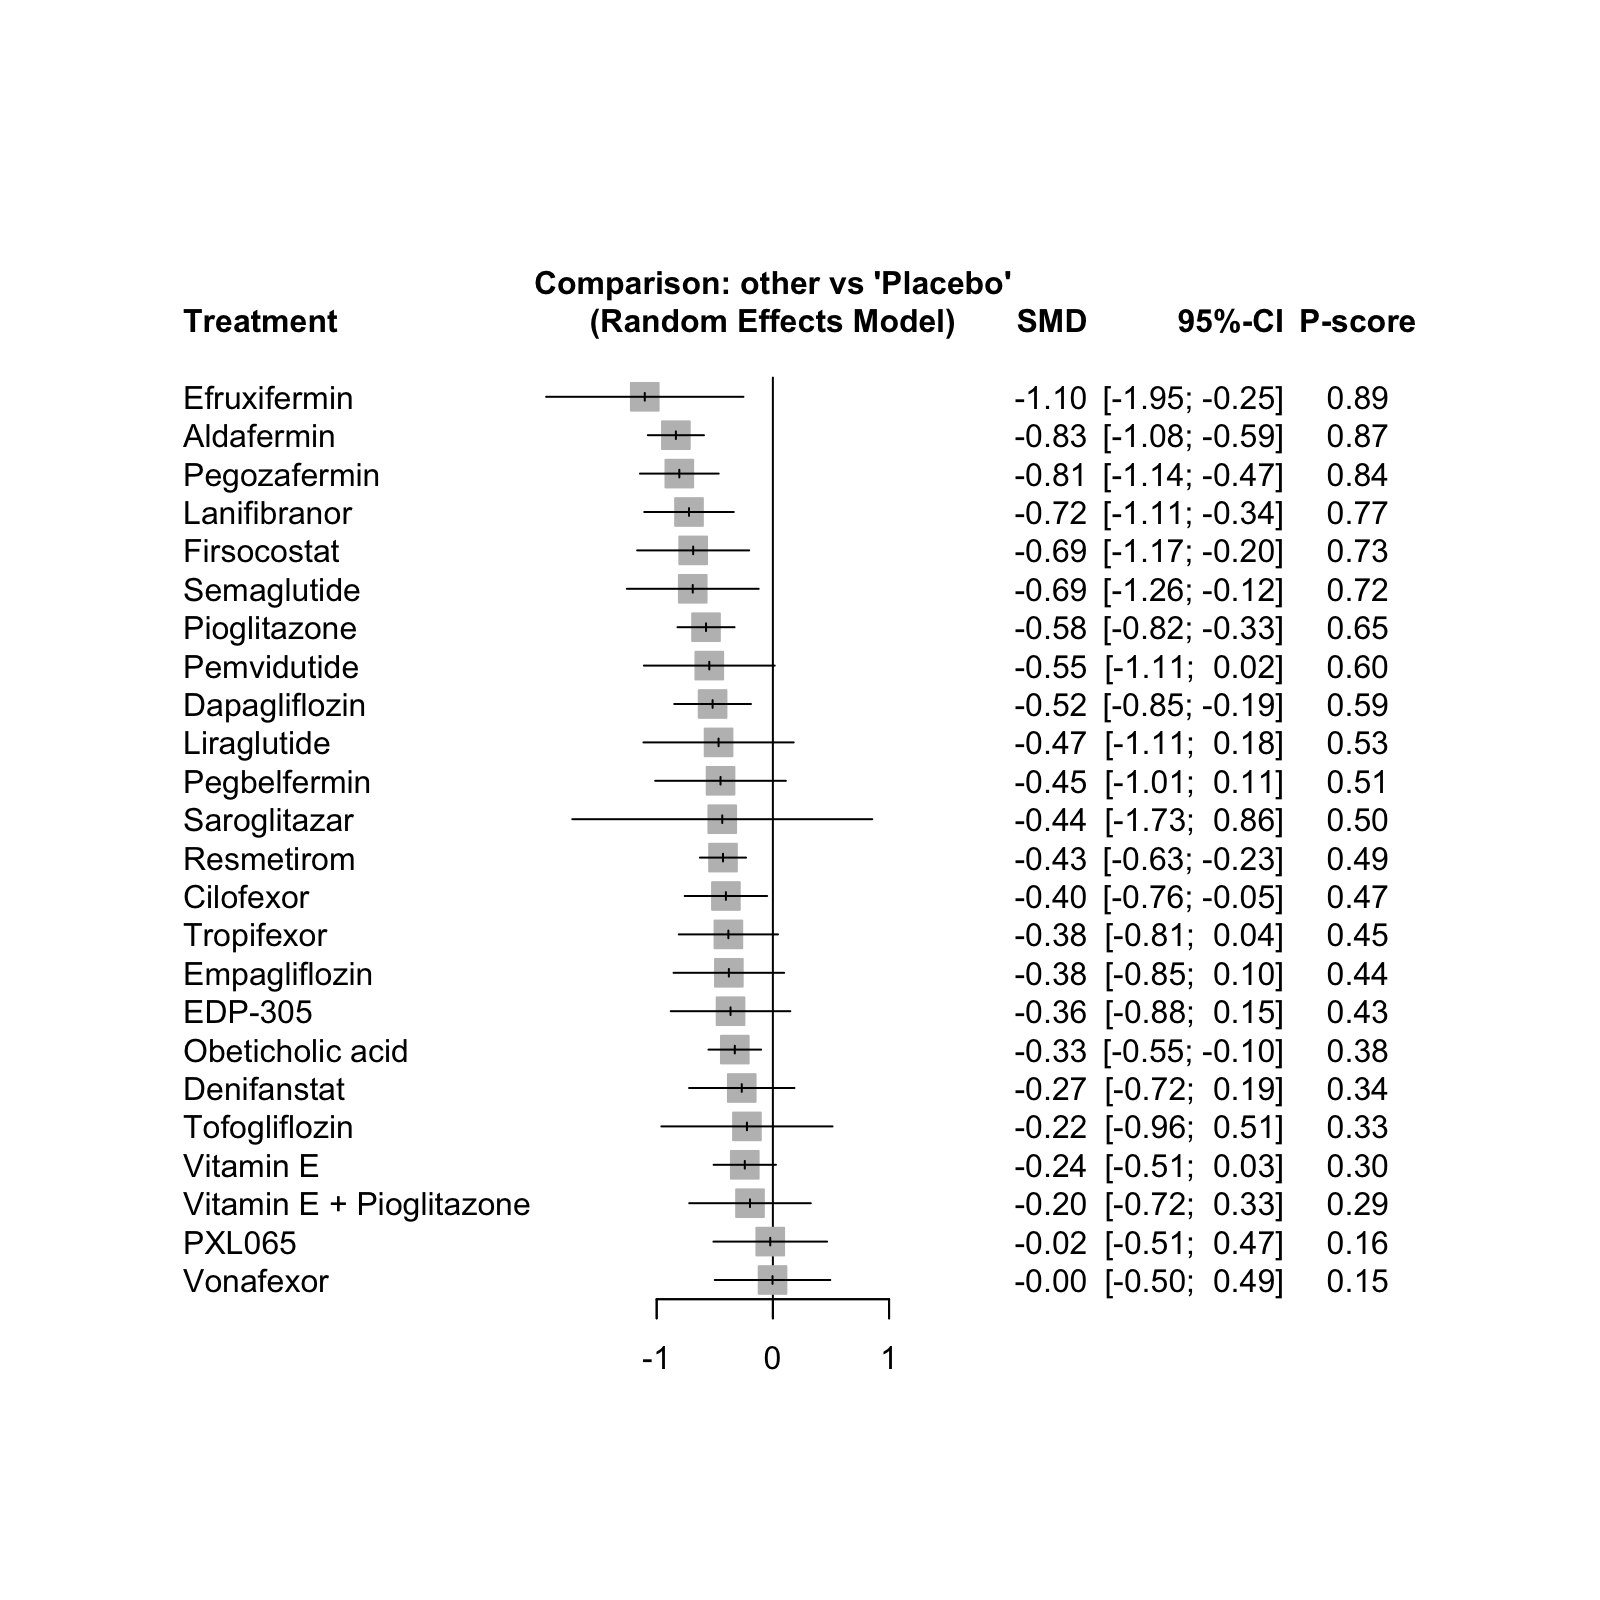 Comparison: other vs 'Placebo'
Treatment (Random Effects Model) SMD 95%-CI P-score
Efruxifermin -1.10 [-1.95; -0.25] 0.89
Aldafermin -0.83 [-1.08; -0.59] 0.87
Pegozafermin -0.81 [-1.14; -0.47] 0.84
Lanifibranor -0.72 [-1.11; -0.34] 0.77
Firsocostat -0.69 [-1.17; -0.20] 0.73
Semaglutide -0.69 [-1.26; -0.12] 0.72
Pioglitazone -0.58 [-0.82; -0.33] 0.65
Pemvidutide -0.55 [-1.11; 0.02] 0.60
Dapagliflozin -0.52 [-0.85; -0.19] 0.59
Liraglutide -0.47 [-1.11; 0.18] 0.53
Pegbelfermin -0.45 [-1.01; 0.11] 0.51
Saroglitazar -0.44 [-1.73; 0.86] 0.50
Resmetirom -0.43 [-0.63; -0.23] 0.49
Cilofexor -0.40 [-0.76; -0.05] 0.47
Tropifexor -0.38 [-0.81; 0.04] 0.45
Empagliflozin -0.38 [-0.85; 0.10] 0.44
EDP-305 -0.36 [-0.88; 0.15] 0.43
Obeticholic acid -0.33 [-0.55; -0.10] 0.38
Denifanstat -0.27 [-0.72; 0.19] 0.34
Tofogliflozin -0.22 [-0.96; 0.51] 0.33
Vitamin E -0.24 [-0.51; 0.03] 0.30
Vitamin E + Pioglitazone -0.20 [-0.72; 0.33] 0.29
PXL065 -0.02 [-0.51; 0.47] 0.16
Vonafexor -0.00 [-0.50; 0.49] 0.15
-1 0 1